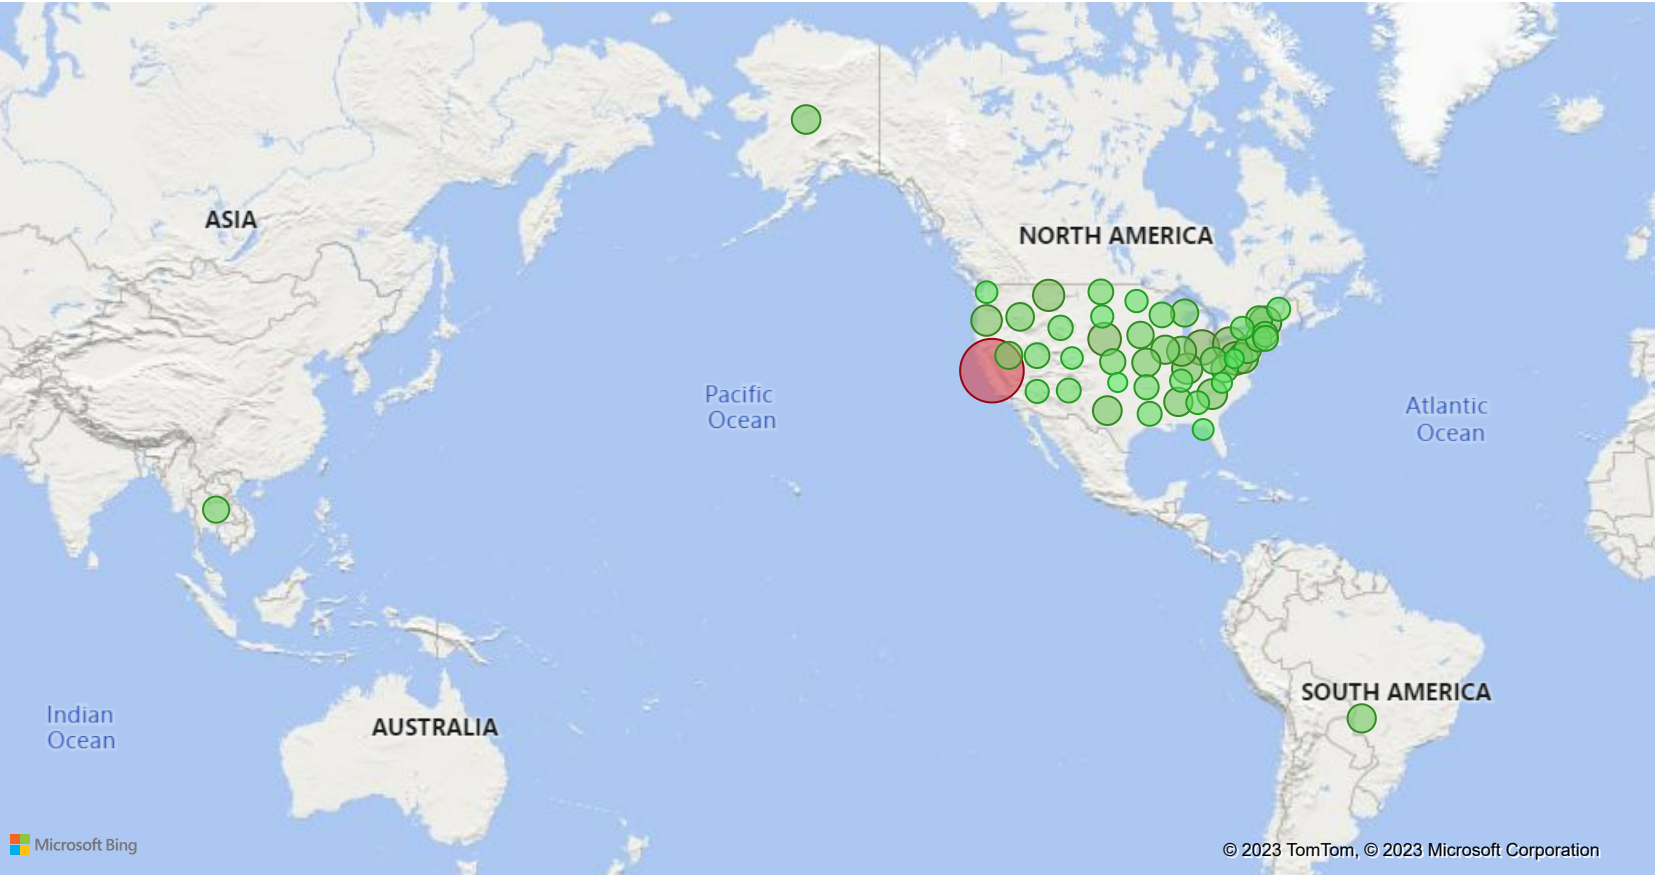 ASIA
NORTH AMERICA
Pacific
Ocean
Atlantic
Ocean
SOUTH AMERICA
Indian
Ocean
AUSTRALIA
Microsoft Bing
© 2023 TomTom, © 2023 Microsoft Corporation